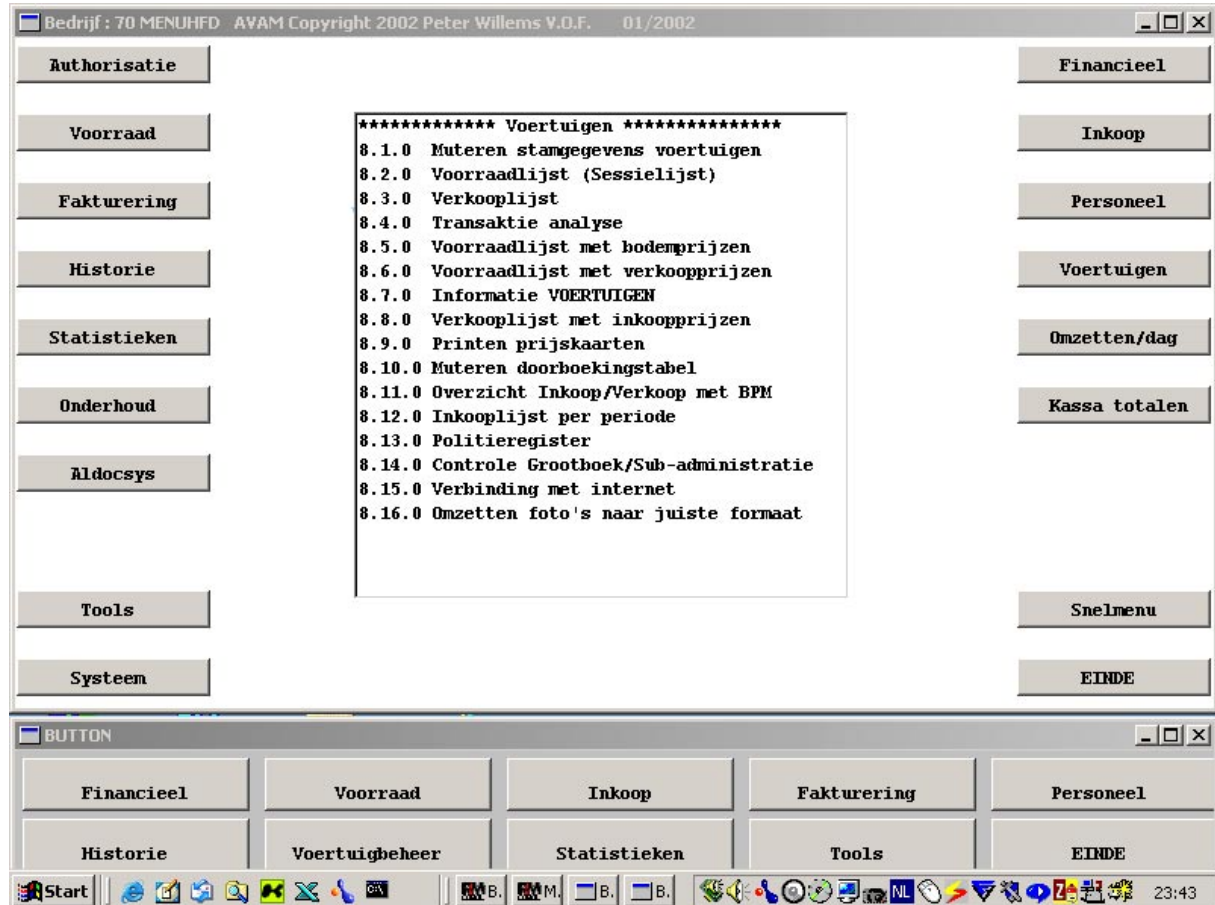 Bedrijf : 70 MENUHFD AVAM Copyright 2002 Peter Willems V.O.F. 01/2002
Authorisatie
Voorraad
Fakturering
Historie
Statistieken
Onderhoud
Aldocsys
Tools
Systeem
************* Voertuigen ***************
8.1.0 Muteren stamgegevens voertuigen
8.2.0 Voorraadlijst (Sessielijst)
8.3.0 Verkooplijst
8.4.0 Transaktie analyse
8.5.0 Voorraadlijst met bodemprijzen
8.6.0 Voorraadlijst met verkoopprijzen
8.7.0 Informatie VOERTUIGEN
8.8.0 Verkooplijst met inkoopprijzen
8.9.0 Printen prijskaarten
8.10.0 Muteren doorboekingstabel
8.11.0 Overzicht Inkoop/Verkoop met BPM
8.12.0 Inkooplijst per periode
8.13.0 Politieregister
8.14.0 Controle Grootboek/Sub-administratie
8.15.0 Verbinding met internet
8.16.0 Omzetten foto's naar juiste formaat
Financieel
Inkoop
Personeel
Voertuigen
Omzetten/dag
Kassa totalen
Snelmenu
EINDE
BUTTON
Financieel Voorraad Inkoop Fakturering Personeel
Historie Voertuigbeheer Statistieken Tools EINDE
Start B. M. B. B. NL 23:43